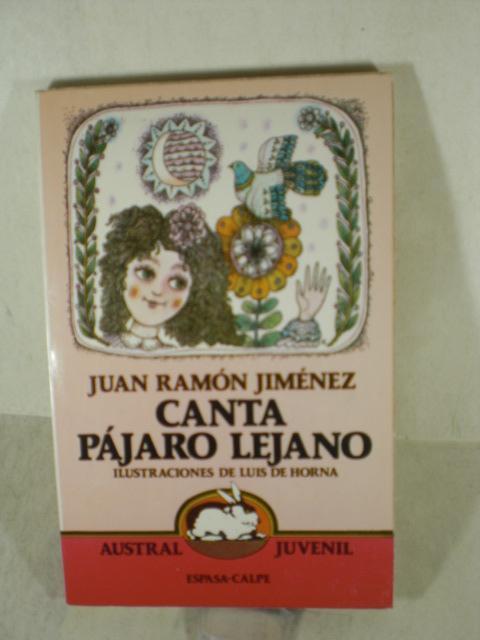 JUAN RAMÓN JIMÉNEZ
CANTA
PÁJARO LEJANO
ILUSTRACIONES DE LUIS DE HORNA
AUSTRAL JUVENIL
ESPASA-CALPE